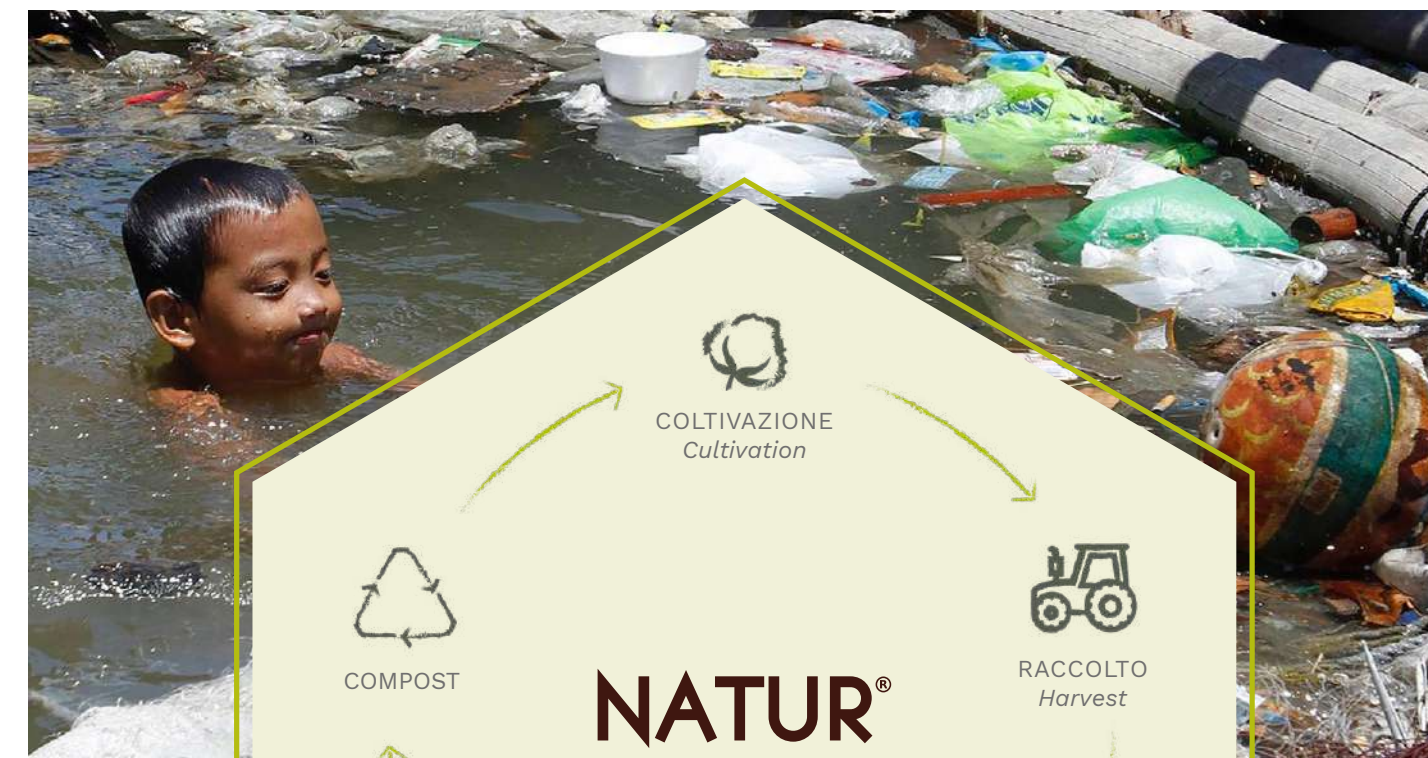 COLTIVAZIONE
Cultivation
COMPOST
RACCOLTO
Harvest
NATUR®